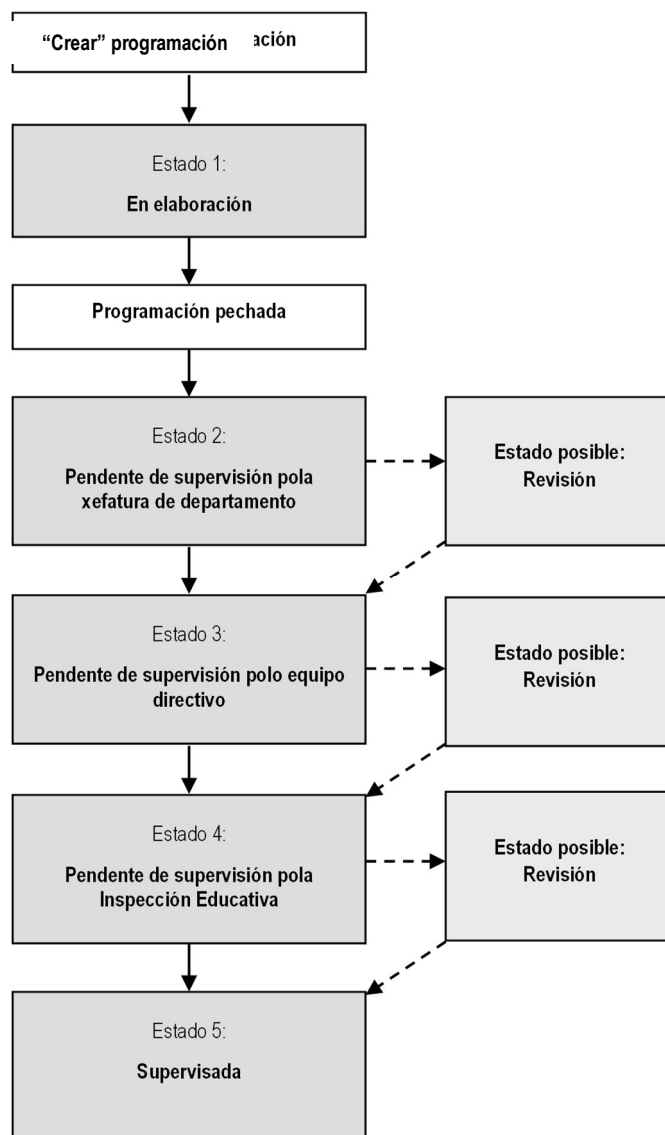 “Crear” programación ación
Estado 1:
En elaboración
Programación pechada
Estado 2:
Pendente de supervisión pola
xefatura de departamento
Estado posible:
Revisión
Estado 3:
Pendente de supervisión polo equipo
directivo
Estado posible:
Revisión
Estado 4:
Pendente de supervisión pola
Inspección Educativa
Estado posible:
Revisión
Estado 5:
Supervisada